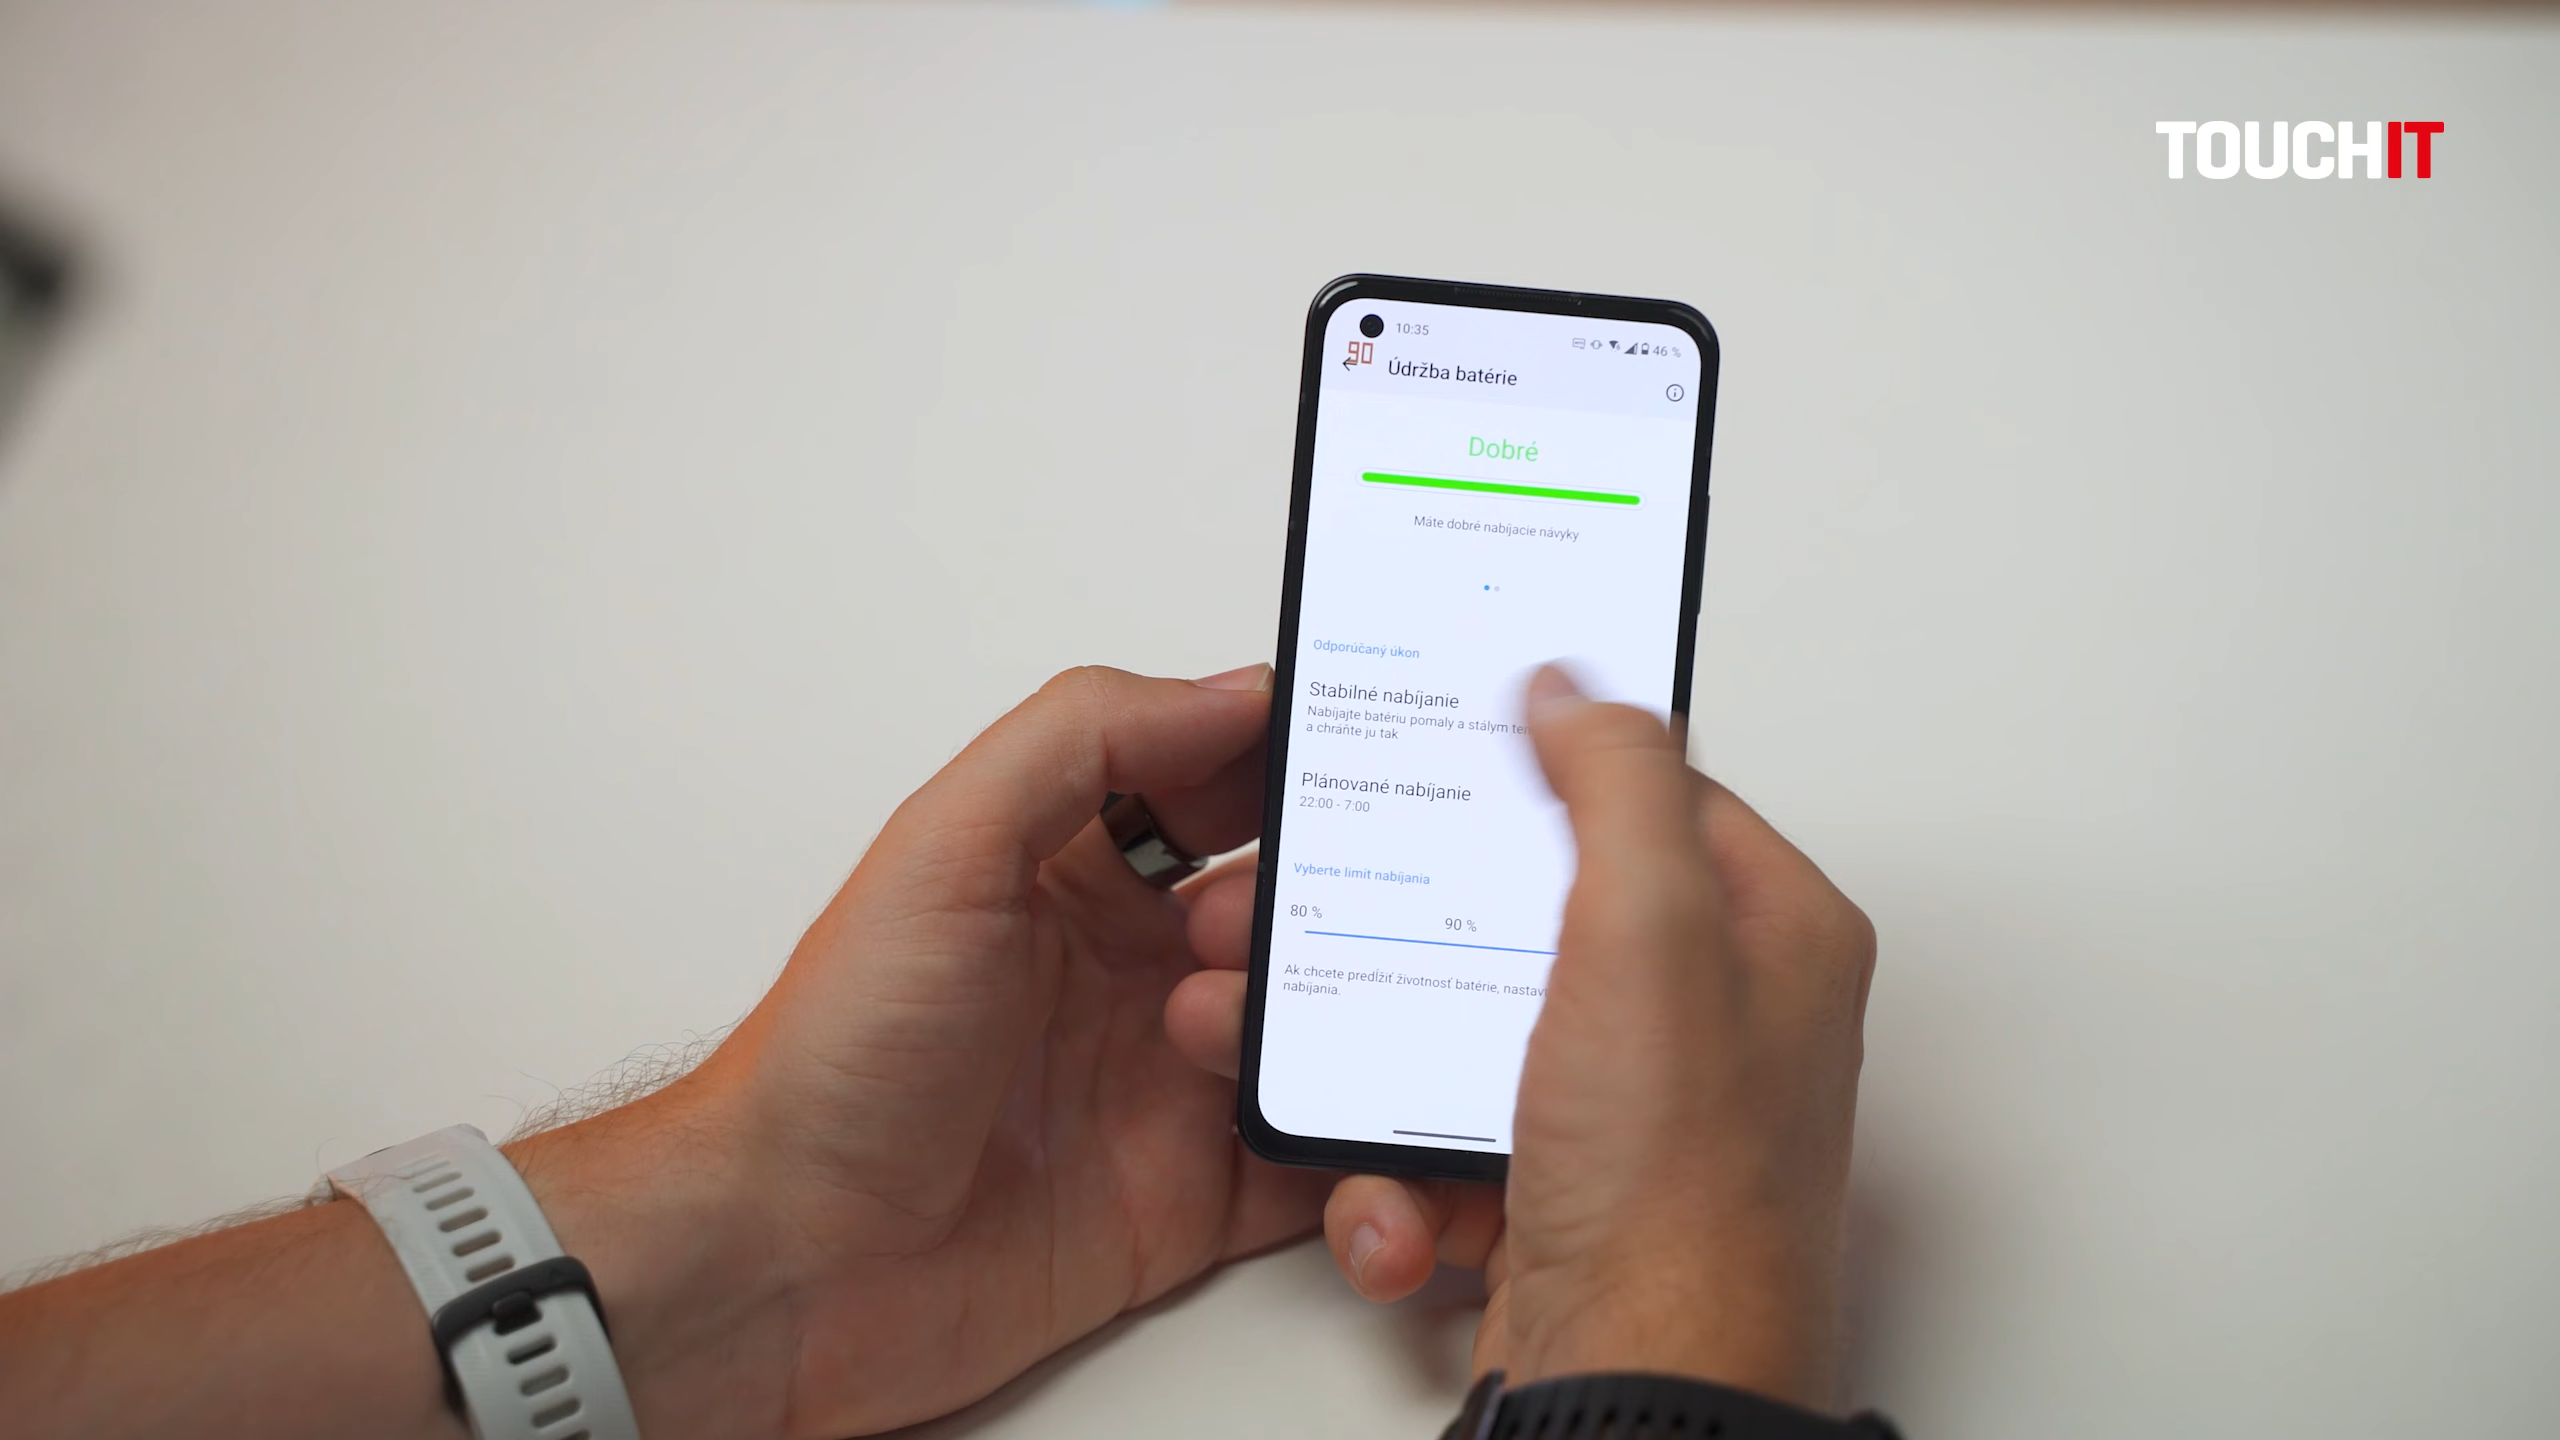 TOUCHIT
10:35
46 %
90
Údržba batérie
Dobré
Máte dobré nabíjacie návyky
Odporúčaný úkon
Stabilné nabíjanie
Nabíjajte batériu pomaly a stálym
a chráňte ju tak
Plánované nabíjanie
22:00 - 7:00
Vyberte limit nabíjania
80 %
90 %
Ak chcete predĺžiť životnosť batérie,
nabíjania.